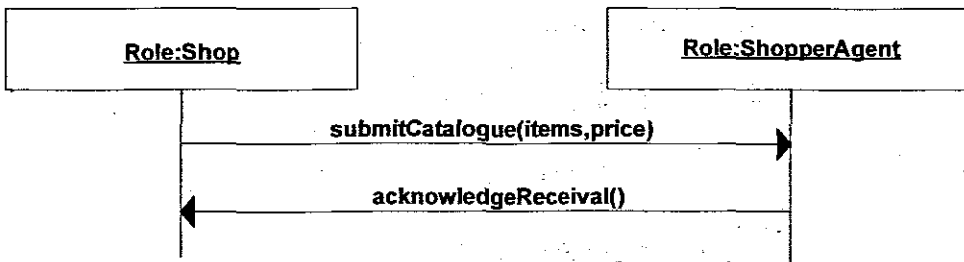 Role:Shop
Role:ShopperAgent
submitCatalogue(items,price)
acknowledgeReceival()